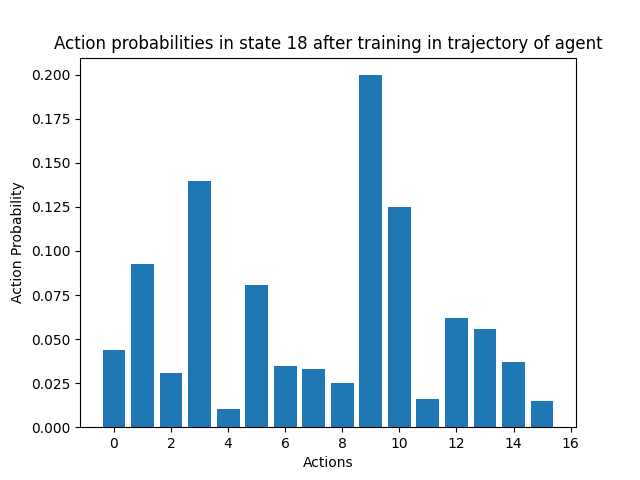 Action probabilities in state 18 after training in trajectory of agent
0.200
0.175
0.150
0.125
0.100
0.075
0.050
0.025
0.000
Action Probability
0 2 4 6 8 10 12 14 16
Actions